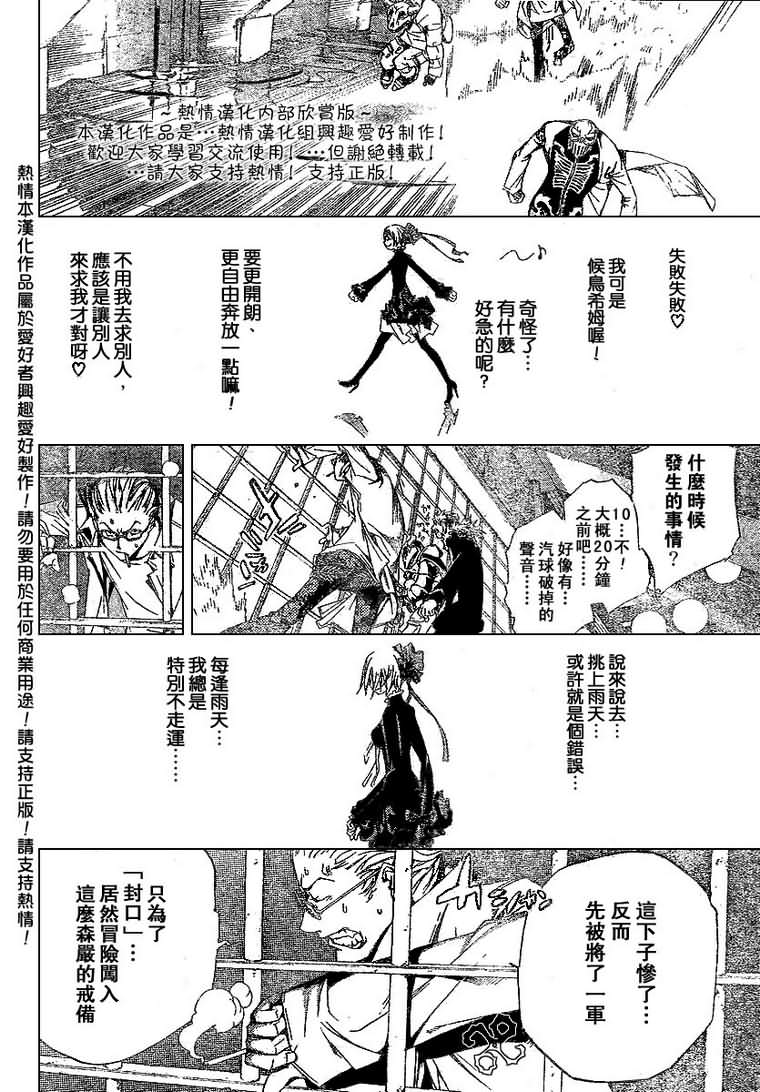 ~熱情漢化内部欣賞版~
本漢化作品是…熱情漢化組興趣愛好制作!
歡迎大家學習交流使用!…但謝絕轉載!
…請大家支持熱情!支持正版!
熱情本漢化作品屬於愛好者興趣愛好製作!請勿要用於任何商業用途!請支持正版!請支持熱情!
失敗失敗♡
我可是
候鳥希姆喔!
奇怪了…
有什麼
好急的呢?
要更開朗、
更自由奔放一點嘛!
不用我去求別人,
應該是讓別人
來求我才對呀♡
什麼時候
發生的事情?
10…不!
大概20分鐘
之前吧……
好像有…
汽球破掉的
聲音……
說來說去…
挑上雨天…
或許就是個錯誤…
每逢雨天…
我總是
特別不走運……
這下子慘了…
反而
先被將了一軍
只為了
「封口」…
居然冒險闖入
這麼森嚴的戒備